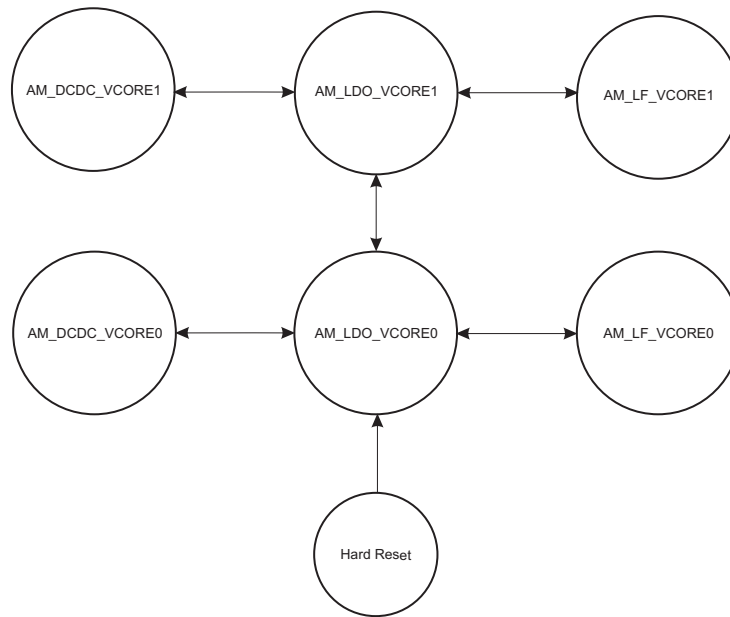 AM_DCDC_VCORE1
AM_LDO_VCORE1
AM_LF_VCORE1
AM_DCDC_VCORE0
AM_LDO_VCORE0
AM_LF_VCORE0
Hard Reset